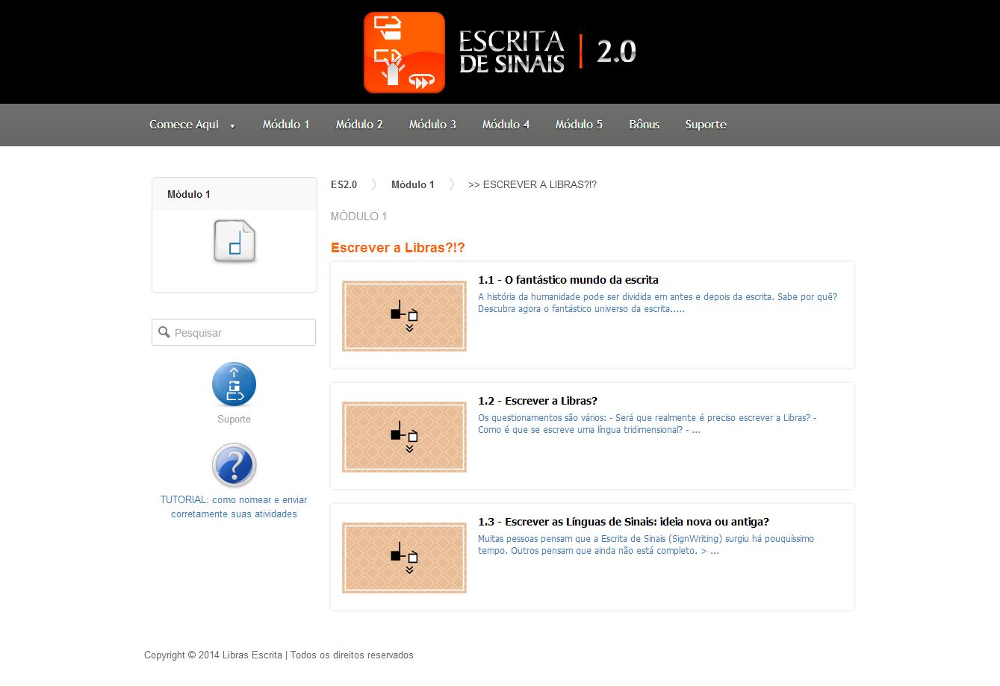 ESCRITA
DE SINAIS
2.0
Comece Aqui
Módulo 1
Módulo 2
Módulo 3
Módulo 4
Módulo 5
Bônus
Suporte
Módulo 1
Pesquisar
Suporte
TUTORIAL: como nomear e enviar
corretamente suas atividades
ES2.0
Módulo 1
>> ESCREVER A LIBRAS?!?
MÓDULO 1
Escrever a Libras?!?
1.1 - O fantástico mundo da escrita
A história da humanidade pode ser dividida em antes e depois da escrita. Sabe por quê?
Descubra agora o fantástico universo da escrita.....
1.2 - Escrever a Libras?
Os questionamentos são vários: - Será que realmente é preciso escrever a Libras? -
Como é que se escreve uma língua tridimensional? - ...
1.3 - Escrever as Línguas de Sinais: ideia nova ou antiga?
Muitas pessoas pensam que a Escrita de Sinais (SignWriting) surgiu há pouquíssimo
tempo. Outros pensam que ainda não está completo. > ...
Copyright © 2014 Libras Escrita | Todos os direitos reservados